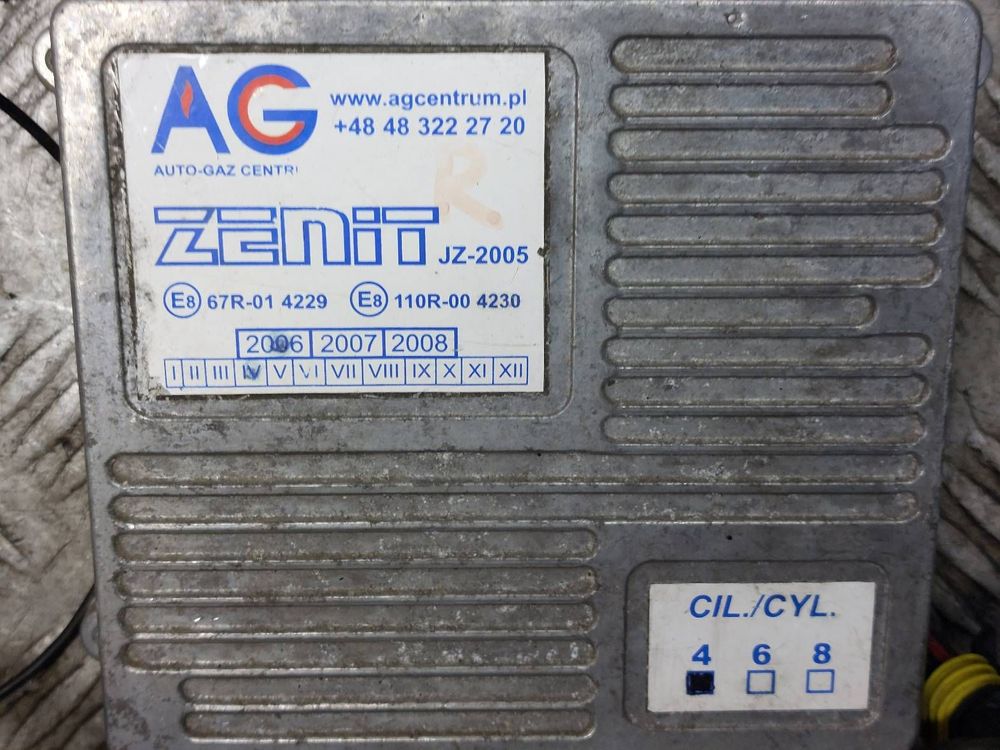 AG
www.agcentrum.pl
+48 48 322 27 20
AUTO-GAZ CENTR
R
ZENIT JZ-2005
E8 67R-01 4229 E8 110R-00 4230
2006 2007 2008
I II III IV V VI VII VIII IX X XI XII
CIL./CYL.
4 6 8